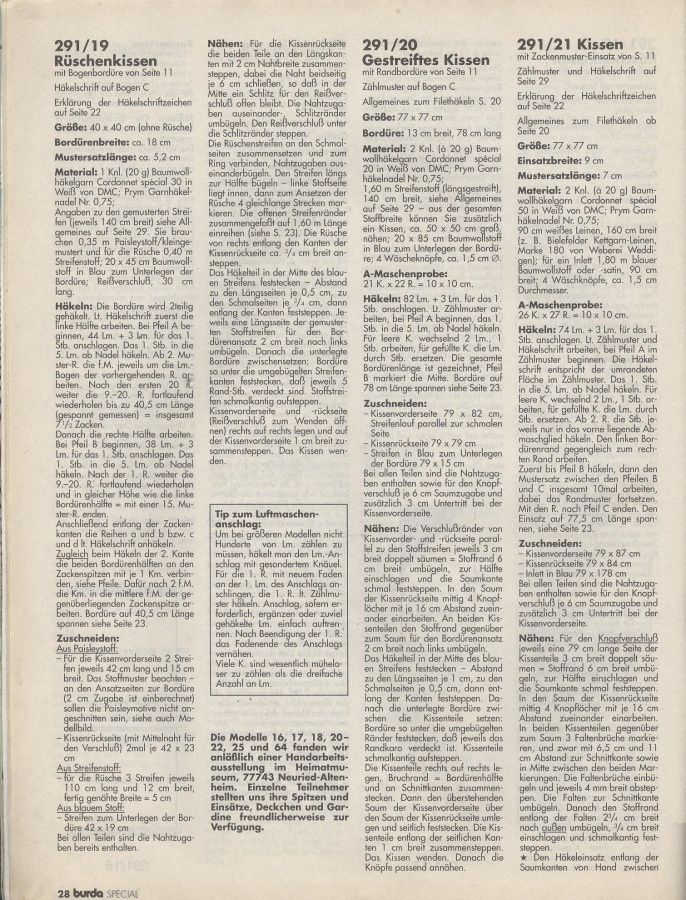 291/19
Rüschenkissen
mit Bogenbordüre von Seite 11
Häkelschrift auf Bogen C
Erklärung der Häkelschriftzeichen
auf Seite 22
Größe: 40 x 40 cm (ohne Rüsche)
Bordürenbreite: ca. 18 cm
Mustersatzlänge: ca. 5,2 cm
Material: 1 Knl. (20 g) Baumwoll-
häkelgarn Cordonnet spécial 30 in
Weiß von DMC; Prym Garnhäkel-
nadel Nr. 0,75;
Angaben zu den gemusterten Strei-
fen (jeweils 140 cm breit) siehe All-
gemeines auf Seite 29. Sie brau-
chen 0,35 m Paisleystoff/kleinge-
mustert und für die Rüsche 0,40 m
Streifenstoff; 20 x 45 cm Baumwoll-
stoff in Blau zum Unterlegen der
Bordüre; Reißverschluß, 30 cm
lang.
Häkeln: Die Bordüre wird 2teilig
gehäkelt. Lt. Häkelschrift zuerst die
linke Hälfte arbeiten. Bei Pfeil A be-
ginnen, 44 Lm. + 3 Lm. für das 1.
Stb. anschlagen. Das 1. Stb. in die
5. Lm. ab Nadel häkeln. Ab 2. Mu-
ster-R. die f.M. jeweils um die Lm.-
Bogen der vorhergehenden R. ar-
beiten. Nach den ersten 20 R.
weiter die 9.–20. R. fortlaufend
wiederholen bis zu 40,5 cm Länge
(gespannt gemessen) = insgesamt
7½ Zacken.
Danach die rechte Hälfte arbeiten.
Bei Pfeil B beginnen, 38 Lm. + 3
Lm. für das 1. Stb. anschlagen. Das
1. Stb. in die 5. Lm. ab Nadel
häkeln. Nach der 1. R. weiter die
9.–20. R. fortlaufend wiederholen
und in gleicher Höhe wie die linke
Bordürenhälfte = mit einer 15. Mu-
ster-R. enden.
Anschließend entlang der Zacken-
kanten die Reihen a und b bzw. c
und d lt. Häkelschrift anhäkeln.
Zugleich beim Häkeln der 2. Kante
die beiden Bordürenhälften an den
Zackenspitzen mit je 1 Km. verbin-
den, siehe Pfeile. Dafür nach 2 f.M.
die Km. in die mittlere f.M. der ge-
genüberliegenden Zackenspitze ar-
beiten. Bordüre auf 40,5 cm Länge
spannen siehe Seite 23.
Zuschneiden:
Aus Paisleystoff:
– Für die Kissenvorderseite 2 Strei-
fen jeweils 42 cm lang und 15 cm
breit. Das Stoffmuster beachten –
an den Ansatzseiten zur Bordüre
(2 cm Zugabe ist einberechnet)
sollen die Paisleymotive nicht an-
geschnitten sein, siehe auch Mo-
dellbild.
– Kissenrückseite (mit Mittelnaht für
den Verschluß) 2mal je 42 x 23
cm
Aus Streifenstoff:
– für die Rüsche 3 Streifen jeweils
110 cm lang und 12 cm breit,
fertig genähte Breite = 5 cm
Aus blauem Stoff:
– Streifen zum Unterlegen der Bor-
düre 42 x 19 cm
Bei allen Teilen sind die Nahtzuga-
ben bereits enthalten.
Nähen: Für die Kissenrückseite
die beiden Teile an den Längskan-
ten mit 2 cm Nahtbreite zusammen-
steppen, dabei die Naht beidseitig
je 6 cm schließen, so daß in der
Mitte ein Schlitz für den Reißver-
schluß offen bleibt. Die Nahtzuga-
ben auseinander-, Schlitzränder
umbügeln. Den Reißverschluß unter
die Schlitzränder steppen.
Die Rüschenstreifen an den Schmal-
seiten zusammensetzen und zum
Ring verbinden, Nahtzugaben aus-
einanderbügeln. Den Streifen längs
zur Hälfte bügeln – linke Stoffseite
liegt innen, dann zum Ansetzen der
Rüsche 4 gleichlange Strecken mar-
kieren. Die offenen Streifenränder
zusammengefaßt auf 1,60 m Länge
einreihen (siehe S. 23). Die Rüsche
von rechts entlang den Kanten der
Kissenrückseite ca. ¾ cm breit an-
steppen.
Das Häkelteil in der Mitte des blau-
en Streifens feststecken – Abstand
zu den Längsseiten je 0,5 cm, zu
den Schmalseiten je ¾ cm, dann
entlang der Kanten feststeppen. Je-
weils eine Längsseite der gemuster-
ten Stoffstreifen für den Bor-
dürenansatz 2 cm breit nach links
umbügeln. Danach die unterlegte
Bordüre zwischensetzen: Bordüre
so unter die umgebügelten Streifen-
kanten feststecken, daß jeweils 5
Rand-Stb. verdeckt sind. Stoffstrei-
fen schmalkantig aufsteppen.
Kissenvorderseite und -rückseite
(Reißverschluß zum Wenden öff-
nen) rechts auf rechts legen und auf
der Kissenvorderseite 1 cm breit zu-
sammensteppen. Das Kissen wen-
den.
Tip zum Luftmaschen-
anschlag:
Um bei größeren Modellen nicht
Hunderte von Lm. zählen zu
müssen, häkelt man den Lm.-An-
schlag mit gesondertem Knäuel.
Für die 1. R. mit neuem Faden
an der 1. Lm. des Anschlags an-
schlingen, die 1. R. lt. Zählmu-
ster häkeln. Anschlag, sofern er-
forderlich, ergänzen oder zuviel
gehäkelte Lm. einfach auftren-
nen. Nach Beendigung der 1. R.
das Fadenende des Anschlags
vernähen.
Viele K. sind wesentlich mühelo-
ser zu zählen als die dreifache
Anzahl an Lm.
Die Modelle 16, 17, 18, 20–
22, 25 und 64 fanden wir
anläßlich einer Handarbeits-
ausstellung im Heimatmu-
seum, 77743 Neuried-Alten-
heim. Einzelne Teilnehmer
stellten uns ihre Spitzen und
Einsätze, Deckchen und Gar-
dine freundlicherweise zur
Verfügung.
291/20
Gestreiftes Kissen
mit Randbordüre von Seite 11
Zählmuster auf Bogen C
Allgemeines zum Filethäkeln S. 20
Größe: 77 x 77 cm
Bordüre: 13 cm breit, 78 cm lang
Material: 2 Knl. (à 20 g) Baum-
wollhäkelgarn Cordonnet spécial
20 in Weiß von DMC; Prym Garn-
häkelnadel Nr. 0,75;
1,60 m Streifenstoff (längsgestreift),
140 cm breit, siehe Allgemeines
auf Seite 29 – aus der gesamten
Stoffbreite können Sie zusätzlich
ein Kissen, ca. 50 x 50 cm groß,
nähen; 20 x 85 cm Baumwollstoff
in Blau zum Unterlegen der Bordü-
re; 4 Wäscheknöpfe, ca. 1,5 cm Ø.
A-Maschenprobe:
21 K. x 22 R. = 10 x 10 cm.
Häkeln: 82 Lm. + 3 Lm. für das 1.
Stb. anschlagen. Lt. Zählmuster ar-
beiten, bei Pfeil A beginnen, das 1.
Stb. in die 5. Lm. ab Nadel häkeln.
Für leere K. wechselnd 2 Lm., 1
Stb. arbeiten, für gefüllte K. die Lm.
durch Stb. ersetzen. Die gesamte
Bordürenlänge ist gezeichnet, Pfeil
B markiert die Mitte. Bordüre auf
78 cm Länge spannen siehe Seite 23.
Zuschneiden:
– Kissenvorderseite 79 x 82 cm,
Streifenlauf parallel zur schmalen
Seite
– Kissenrückseite 79 x 79 cm
– Streifen in Blau zum Unterlegen
der Bordüre 79 x 15 cm
Bei allen Teilen sind die Nahtzuga-
ben enthalten sowie für den Knopf-
verschluß je 6 cm Saumzugabe und
zusätzlich 3 cm Untertritt bei der
Kissenvorderseite.
Nähen: Die Verschlußränder von
Kissenvorder- und -rückseite paral-
lel zu den Stoffstreifen jeweils 3 cm
breit doppelt säumen = Stoffrand 6
cm breit umbügeln, zur Hälfte
einschlagen und die Saumkante
schmal feststeppen. In den Saum
der Kissenrückseite mittig 4 Knopf-
löcher mit je 16 cm Abstand zuein-
ander einarbeiten. An beiden Kis-
senteilen den Stoffrand gegenüber
zum Saum für den Bordürenansatz
2 cm breit nach links umbügeln.
Das Häkelteil in der Mitte des blau-
en Streifens feststecken – Abstand
zu den Längsseiten je 1 cm, zu den
Schmalseiten je 0,5 cm, dann ent-
lang der Kanten feststeppen. Da-
nach die unterlegte Bordüre zwi-
schen die Kissenteile setzen:
Bordüre so unter die umgebügelten
Ränder feststecken, daß jeweils das
Randkaro verdeckt ist. Kissenteile
schmalkantig aufsteppen.
Die Kissenteile rechts auf rechts le-
gen, Bruchrand = Bordürenhälfte
und an Schnittkanten zusammen-
stecken. Dann den überstehenden
Saum der Kissenvorderseite über
den Saum der Kissenrückseite umle-
gen und seitlich feststecken. Die Kis-
senteile entlang der seitlichen Kan-
ten 1 cm breit zusammensteppen.
Das Kissen wenden. Danach die
Knöpfe passend annähen.
291/21 Kissen
mit Zackenmuster-Einsatz von S. 11
Zählmuster und Häkelschrift auf
Seite 29
Erklärung der Häkelschriftzeichen
auf Seite 22
Allgemeines zum Filethäkeln ab
Seite 20
Größe: 77 x 77 cm
Einsatzbreite: 9 cm
Mustersatzlänge: 7 cm
Material: 2 Knl. (à 20 g) Baum-
wollhäkelgarn Cordonnet spécial
50 in Weiß von DMC; Prym Garn-
häkelnadel Nr. 0,75;
90 cm weißes Leinen, 160 cm breit
(z. B. Bielefelder Kettgarn-Leinen,
Marke 180 von Weberei Weddi-
gen); für ein Inlett 1,80 m blauer
Baumwollstoff oder -satin, 90 cm
breit; 4 Wäschknöpfe, ca. 1,5 cm
Durchmesser.
A-Maschenprobe:
26 K. x 27 R. = 10 x 10 cm.
Häkeln: 74 Lm. + 3 Lm. für das 1.
Stb. anschlagen. Lt. Zählmuster und
Häkelschrift arbeiten, bei Pfeil A im
Zählmuster beginnen. Die Häkel-
schrift entspricht der umrandeten
Fläche im Zählmuster. Das 1. Stb.
in die 5. Lm. ab Nadel häkeln. Für
leere K. wechselnd 2 Lm., 1 Stb. ar-
beiten, für gefüllte K. die Lm. durch
Stb. ersetzen. Ab 2. R. die Stb. je-
weils nur in das vorne liegende Ab-
maschglied häkeln. Den linken Bor-
dürenrand gegengleich zum rech-
ten Rand arbeiten.
Zuerst bis Pfeil B häkeln, dann den
Mustersatz zwischen den Pfeilen B
und C insgesamt 10mal arbeiten,
dabei das Randmuster fortsetzen.
Mit den R. nach Pfeil C enden. Den
Einsatz auf 77,5 cm Länge span-
nen, siehe Seite 23.
Zuschneiden:
– Kissenvorderseite 79 x 87 cm
– Kissenrückseite 79 x 84 cm
– Inlett in Blau 79 x 178 cm
Bei allen Teilen sind die Nahtzuga-
ben enthalten sowie für den Knopf-
verschluß je 6 cm Saumzugabe und
zusätzlich 3 cm Untertritt bei der
Kissenvorderseite.
Nähen: Für den Knopfverschluß
jeweils eine 79 cm lange Seite der
Kissenteile 3 cm breit doppelt säu-
men = Stoffrand 6 cm breit umbü-
geln, zur Hälfte einschlagen und
die Saumkante schmal feststeppen.
In den Saum der Kissenrückseite
mittig 4 Knopflöcher mit je 16 cm
Abstand zueinander einarbeiten.
In beiden Kissenteilen gegenüber
zum Saum 3 Faltenbrüche markie-
ren, und zwar mit 6,5 cm und 11
cm Abstand zur Schnittkante sowie
in Mitte zwischen den beiden Mar-
kierungen. Die Faltenbrüche einbü-
geln und jeweils 4 mm breit abstep-
pen. Die Falten zur Schnittkante
umbügeln. Danach den Stoffrand
entlang der Falten 2¼ cm breit
nach außen umbügeln, ¾ cm breit
einschlagen und schmalkantig fest-
steppen.
★ Den Häkeleinsatz entlang der
Saumkanten von Hand zwischen
28 burda SPECIAL